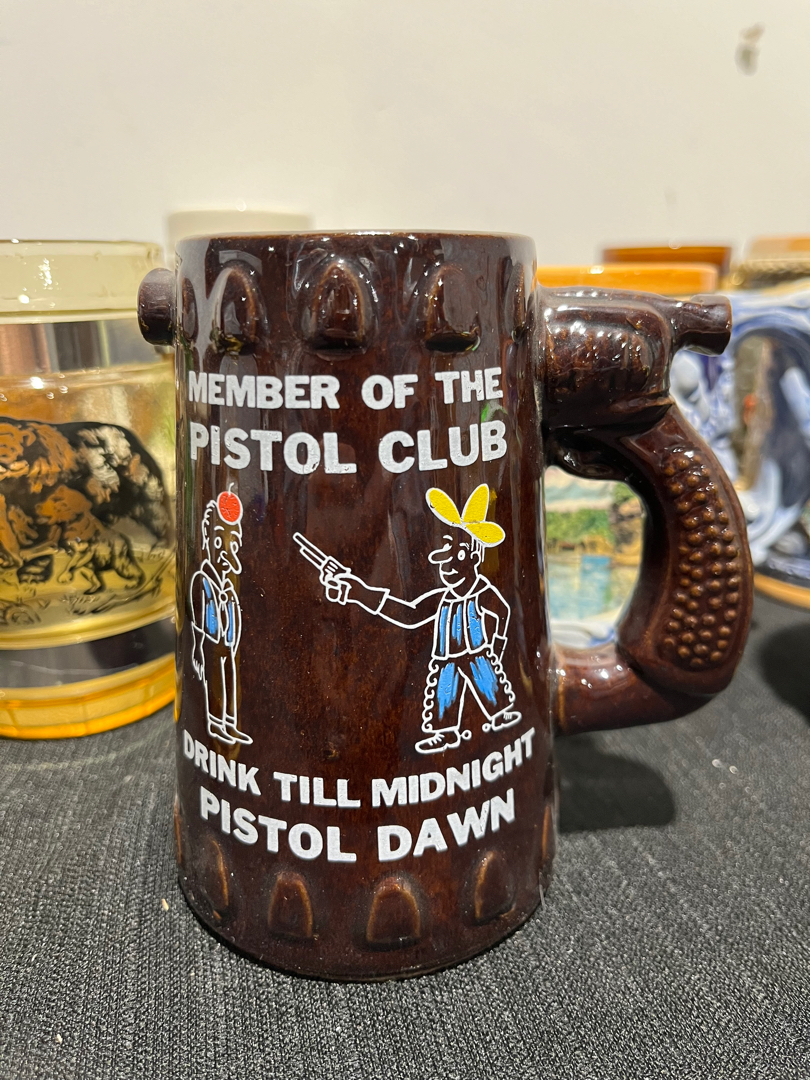 MEMBER OF THE
PISTOL CLUB
DRINK TILL MIDNIGHT
PISTOL DAWN